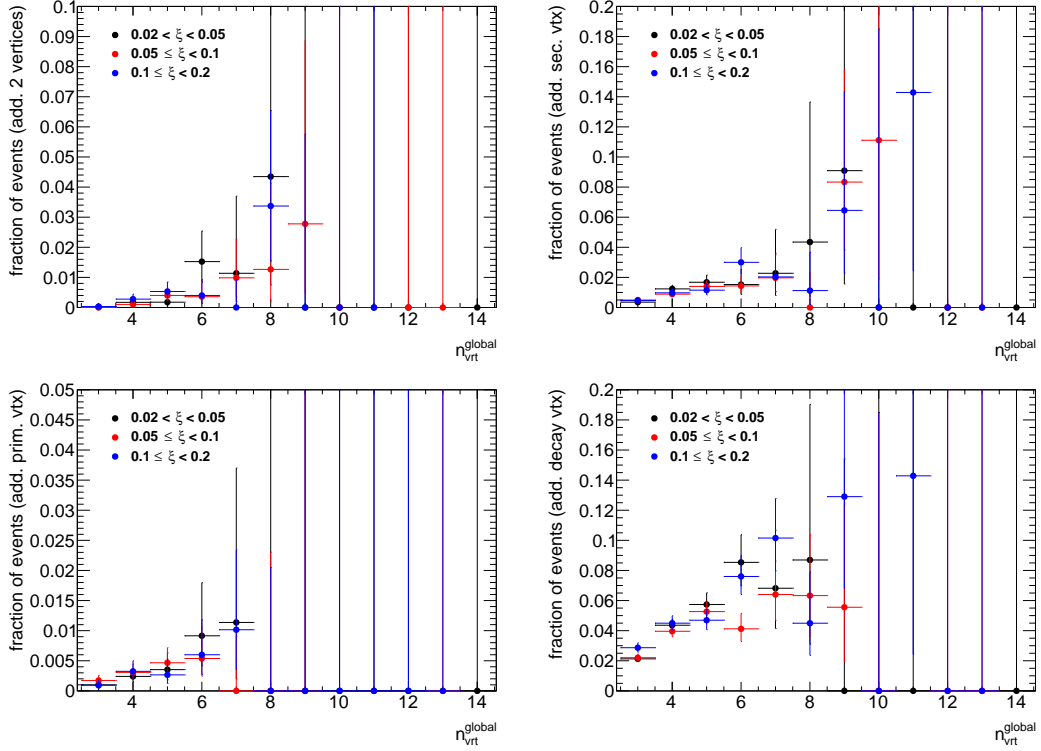 fraction of events (add. 2 vertices)
0.1
0.09
0.08
0.07
0.06
0.05
0.04
0.03
0.02
0.01
0
0.02 < ξ < 0.05
0.05 ≤ ξ < 0.1
0.1 ≤ ξ < 0.2
4 6 8 10 12 14
n_vrt^global
fraction of events (add. sec. vtx)
0.2
0.18
0.16
0.14
0.12
0.1
0.08
0.06
0.04
0.02
0
0.02 < ξ < 0.05
0.05 ≤ ξ < 0.1
0.1 ≤ ξ < 0.2
4 6 8 10 12 14
n_vrt^global
fraction of events (add. prim. vtx)
0.05
0.045
0.04
0.035
0.03
0.025
0.02
0.015
0.01
0.005
0
0.02 < ξ < 0.05
0.05 ≤ ξ < 0.1
0.1 ≤ ξ < 0.2
4 6 8 10 12 14
n_vrt^global
fraction of events (add. decay vtx)
0.2
0.18
0.16
0.14
0.12
0.1
0.08
0.06
0.04
0.02
0
0.02 < ξ < 0.05
0.05 ≤ ξ < 0.1
0.1 ≤ ξ < 0.2
4 6 8 10 12 14
n_vrt^global